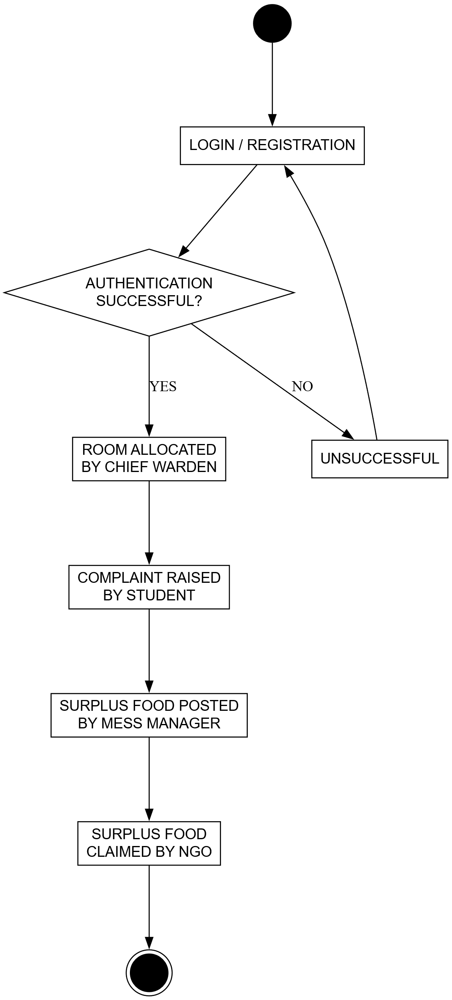 LOGIN / REGISTRATION
AUTHENTICATION
SUCCESSFUL?
YES
NO
ROOM ALLOCATED
BY CHIEF WARDEN
UNSUCCESSFUL
COMPLAINT RAISED
BY STUDENT
SURPLUS FOOD POSTED
BY MESS MANAGER
SURPLUS FOOD
CLAIMED BY NGO